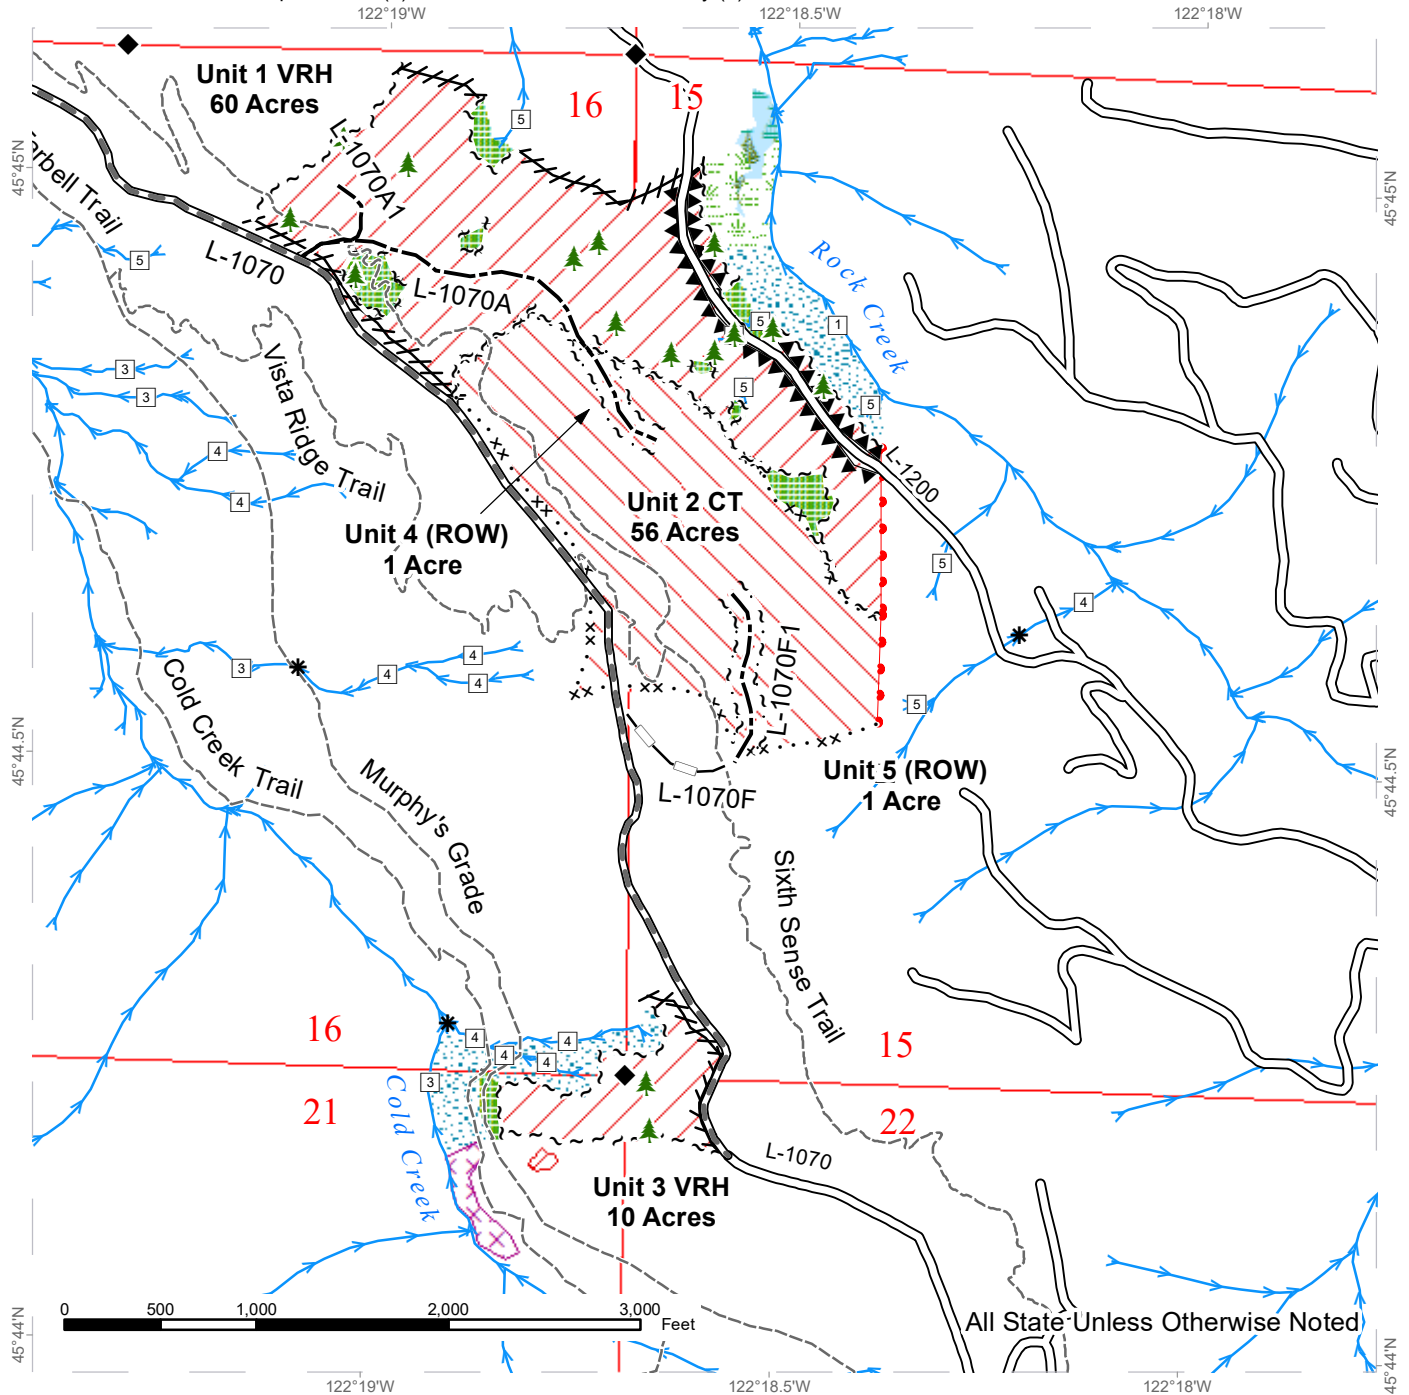 122°19'W
122°18.5'W
122°18'W
Unit 1 VRH
60 Acres
16
15
5
45°45'N
45°45'N
L-1070A1
Trail
5
L-1070
L-1070A
Rock Creek
1
5
5
5
3
3
Vista Ridge Trail
4
4
L-1200
Unit 2 CT
56 Acres
Unit 4 (ROW)
1 Acre
5
4
4
3
4
4
5
Cold Creek Trail
L-1070F1
45°44.5'N
45°44.5'N
Murphy's Grade
L-1070F
Unit 5 (ROW)
1 Acre
Sixth Sense Trail
16
15
4
4
4
4
3
21
22
Cold Creek
L-1070
Unit 3 VRH
10 Acres
0
500
1,000
2,000
3,000
Feet
All State Unless Otherwise Noted
45°44'N
45°44'N
122°19'W
122°18.5'W
122°18'W